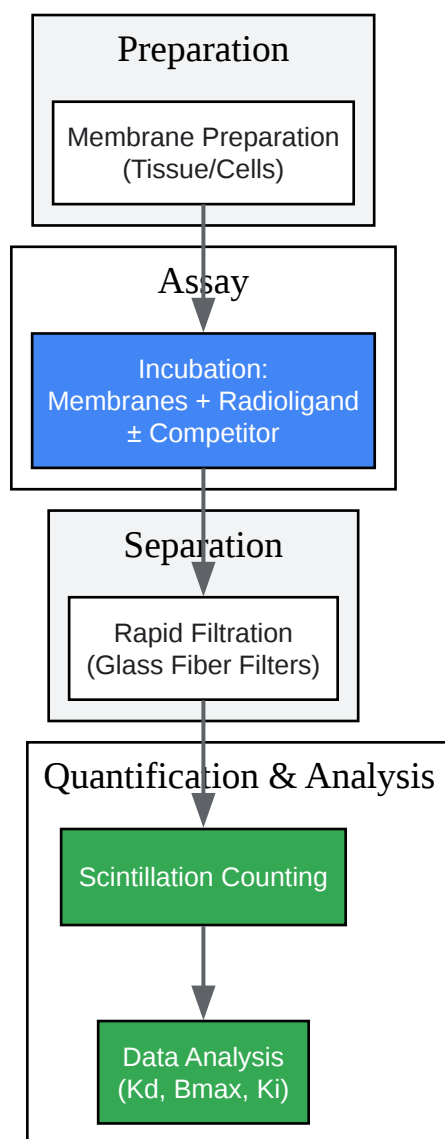 Preparation
Membrane Preparation
(Tissue/Cells)
Assay
Incubation:
Membranes + Radioligand
± Competitor
Separation
Rapid Filtration
(Glass Fiber Filters)
Quantification & Analysis
Scintillation Counting
Data Analysis
(Kd, Bmax, Ki)